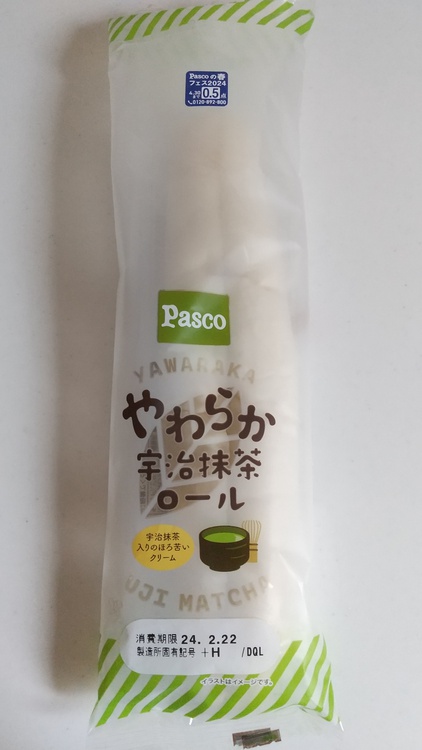 Pascoの春
フェス2024
0.5点
0120-892-800
Pasco
YAWARAKA
やわらか
宇治抹茶
ロール
宇治抹茶
入りのほろ苦い
クリーム
UJI MATCHA
消費期限 24. 2.22
製造所固有記号 +H /DQL
イラストはイメージです。